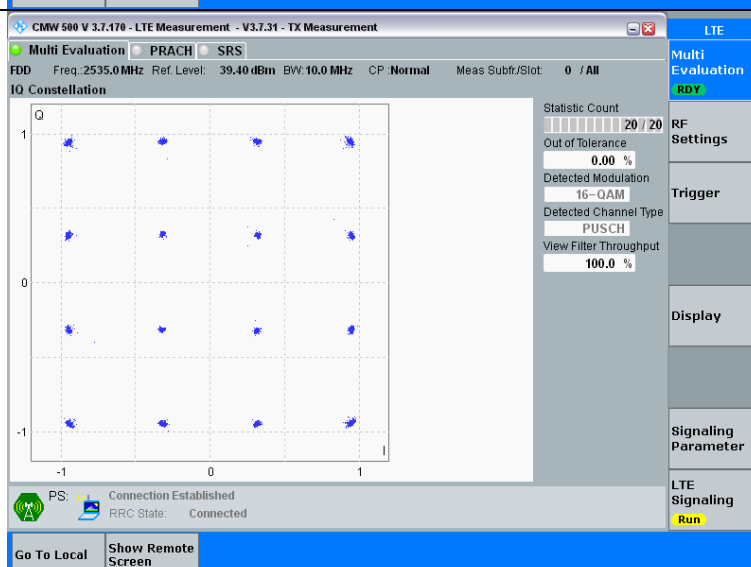 CMW 500 V 3.7.170 - LTE Measurement - V3.7.31 - TX Measurement
LTE
Multi Evaluation PRACH SRS
Multi
Evaluation
RDY
FDD Freq.:2535.0 MHz Ref. Level: 39.40 dBm BW:10.0 MHz CP :Normal Meas Subfr./Slot: 0 / All
IQ Constellation
Q
1
0
-1
-1 0 1
I
Statistic Count
20 / 20
Out of Tolerance
0.00 %
Detected Modulation
16-QAM
Detected Channel Type
PUSCH
View Filter Throughput
100.0 %
RF
Settings
Trigger
Display
Signaling
Parameter
LTE
Signaling
Run
PS: Connection Established
RRC State: Connected
Go To Local
Show Remote
Screen